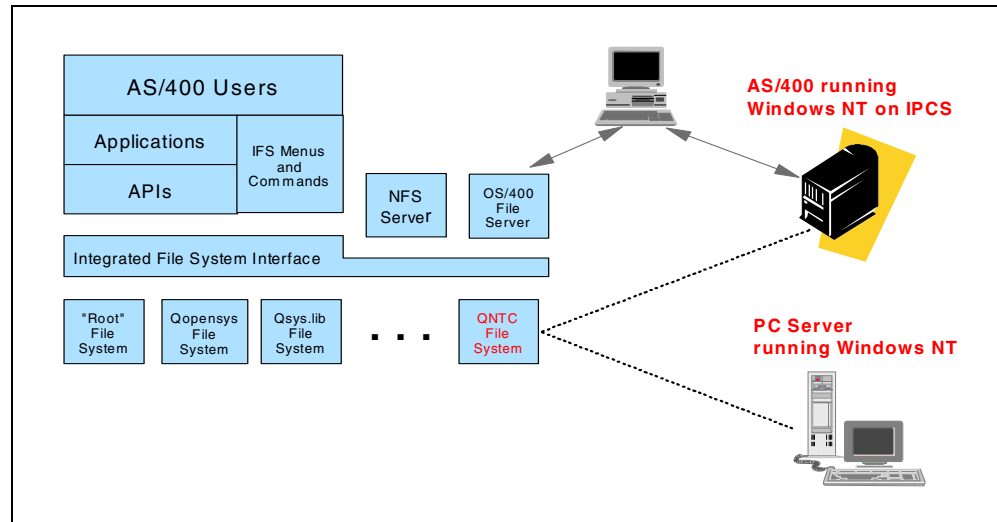 AS/400 Users
Applications
APIs
IFS Menus
and
Commands
NFS
Server
OS/400
File
Server
AS/400 running
Windows NT on IPCS
Integrated File System Interface
"Root"
File
System
Qopensys
File
System
Qsys.lib
File
System
. . .
QNTC
File
System
PC Server
running Windows NT